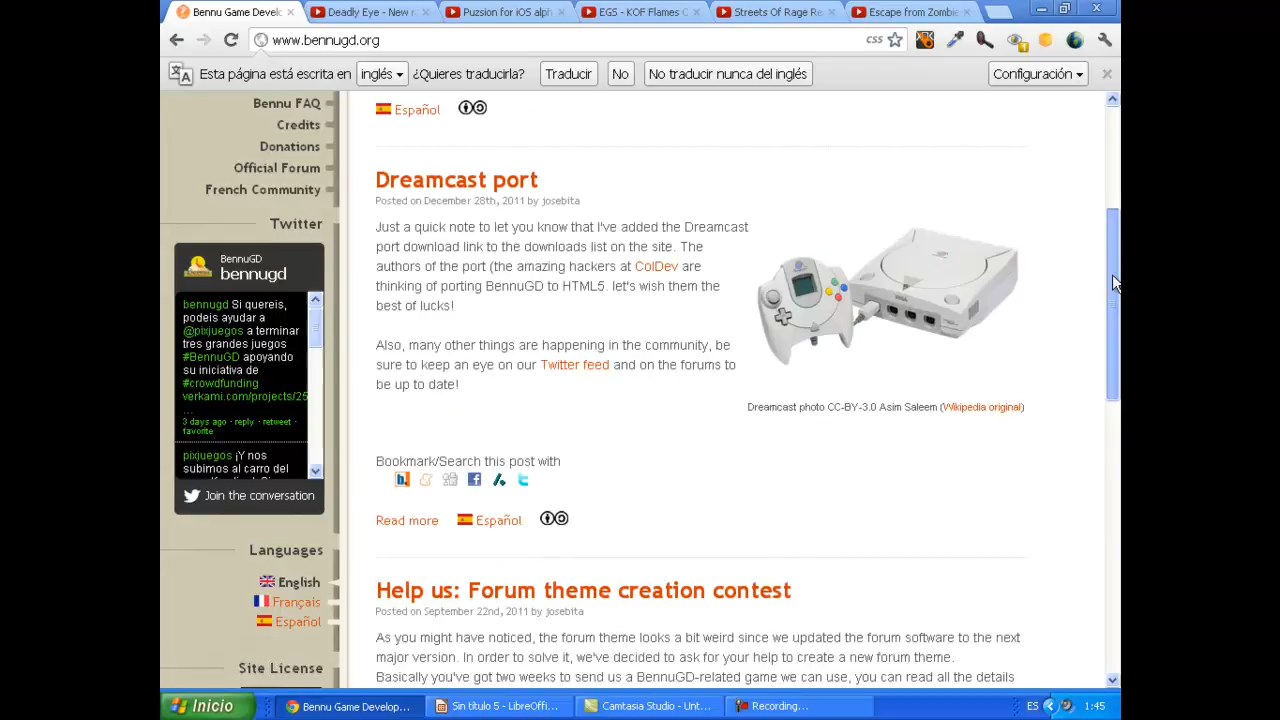 Bennu Game Develo
Deadly Eye - New r
Puzsion for iOS alph
EGS - KOF Flames C
Streets Of Rage Re
Escape from Zombie
www.bennugd.org
css
Esta página está escrita en inglés ¿Quieres traducirla? Traducir No No traducir nunca del inglés Configuración
Bennu FAQ
Credits
Donations
Official Forum
French Community
Twitter
BennuGD
bennugd
bennugd Si quereis,
podeis ayudar a
@pixjuegos a terminar
tres grandes juegos
#BennuGD apoyando
su iniciativa de
#crowdfunding
verkami.com/projects/25
...
3 days ago · reply · retweet ·
favorite
pixjuegos ¡Y nos
subimos al carro del
Join the conversation
Languages
English
Français
Español
Site License
Español
Dreamcast port
Posted on December 28th, 2011 by josebita
Just a quick note to let you know that I've added the Dreamcast
port download link to the downloads list on the site. The
authors of the port (the amazing hackers at ColDev are
thinking of porting BennuGD to HTML5. let's wish them the
best of lucks!
Also, many other things are happening in the community, be
sure to keep an eye on our Twitter feed and on the forums to
be up to date!
Dreamcast photo CC-BY-3.0 Asim Saleem (Wikipedia original)
Bookmark/Search this post with
Read more Español
Help us: Forum theme creation contest
Posted on September 22nd, 2011 by josebita
As you might have noticed, the forum theme looks a bit weird since we updated the forum software to the next
major version. In order to solve it, we've decided to ask for your help to create a new forum theme.
Basically you've got two weeks to send us a BennuGD-related game we can use, you can read all the details
Inicio
Bennu Game Develop...
Sin título 5 - LibreOffi...
Camtasia Studio - Unt...
Recording...
ES
1:45